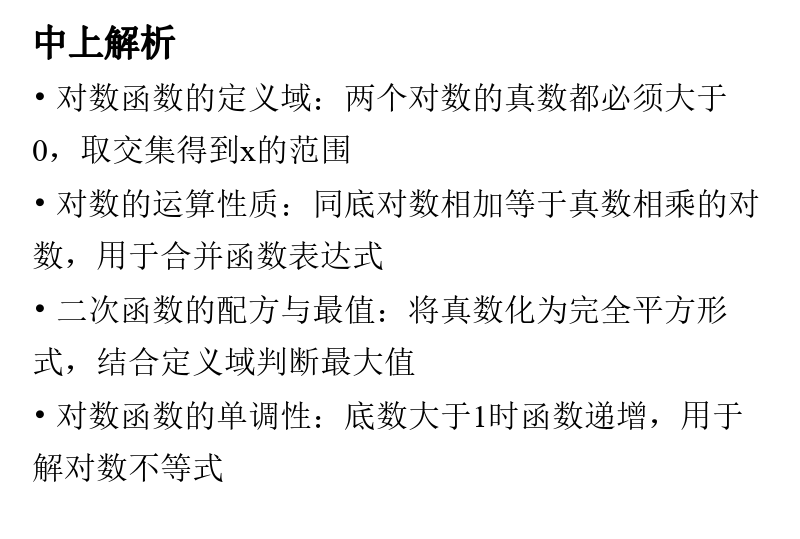 中上解析
• 对数函数的定义域：两个对数的真数都必须大于
0，取交集得到x的范围
• 对数的运算性质：同底对数相加等于真数相乘的对
数，用于合并函数表达式
• 二次函数的配方与最值：将真数化为完全平方形
式，结合定义域判断最大值
• 对数函数的单调性：底数大于1时函数递增，用于
解对数不等式